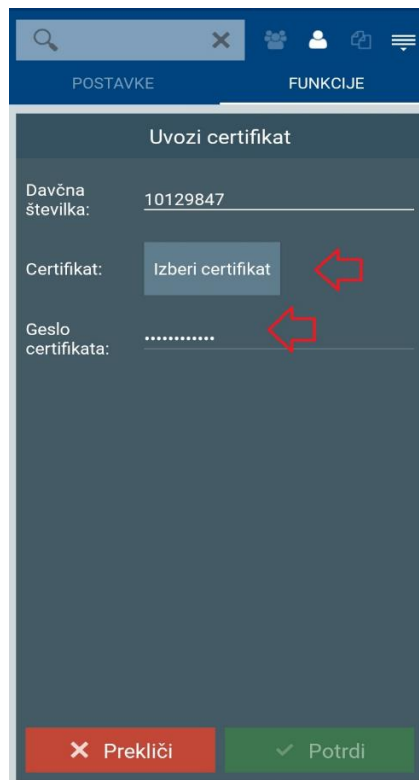 POSTAVKE
FUNKCIJE
Uvozi certifikat
Davčna
številka:
10129847
Certifikat:
Izberi certifikat
Geslo
certifikata:
............
Prekliči
Potrdi